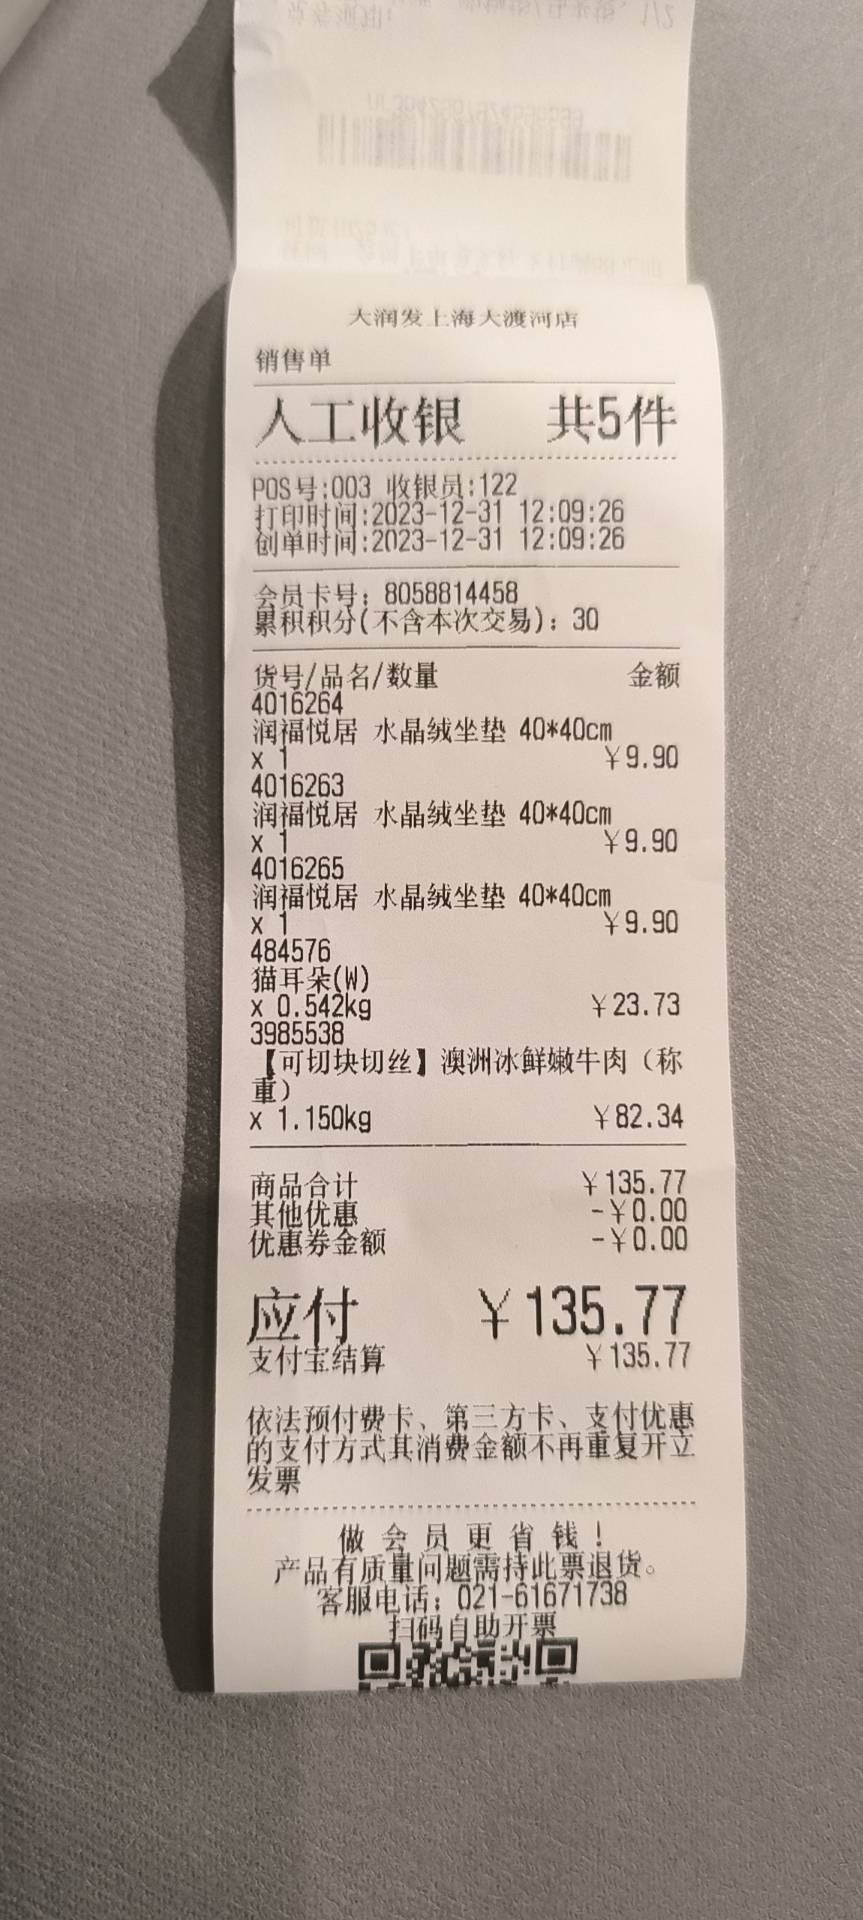 大润发上海大渡河店
销售单
人工收银 共5件
POS号:003 收银员:122
打印时间:2023-12-31 12:09:26
创单时间:2023-12-31 12:09:26
会员卡号：8058814458
累积积分(不含本次交易)：30
货号/品名/数量 金额
4016264
润福悦居 水晶绒坐垫 40*40cm
x 1 ￥9.90
4016263
润福悦居 水晶绒坐垫 40*40cm
x 1 ￥9.90
4016265
润福悦居 水晶绒坐垫 40*40cm
x 1 ￥9.90
484576
猫耳朵(W)
x 0.542kg ￥23.73
3985538
【可切块切丝】澳洲冰鲜嫩牛肉（称
重）
x 1.150kg ￥82.34
商品合计 ￥135.77
其他优惠 -￥0.00
优惠券金额 -￥0.00
应付 ￥135.77
支付宝结算 ￥135.77
依法预付费卡、第三方卡、支付优惠
的支付方式其消费金额不再重复开立
发票
做会员更省钱！
产品有质量问题需持此票退货。
客服电话：021-61671738
扫码自助开票